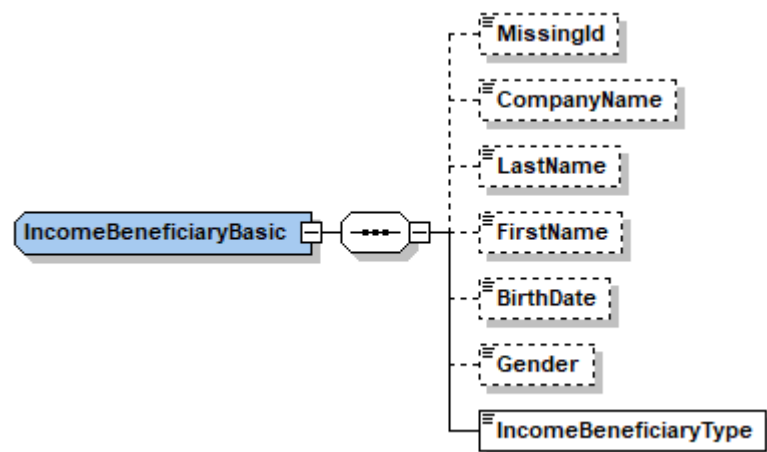 MissingId
CompanyName
LastName
IncomeBeneficiaryBasic
FirstName
BirthDate
Gender
IncomeBeneficiaryType